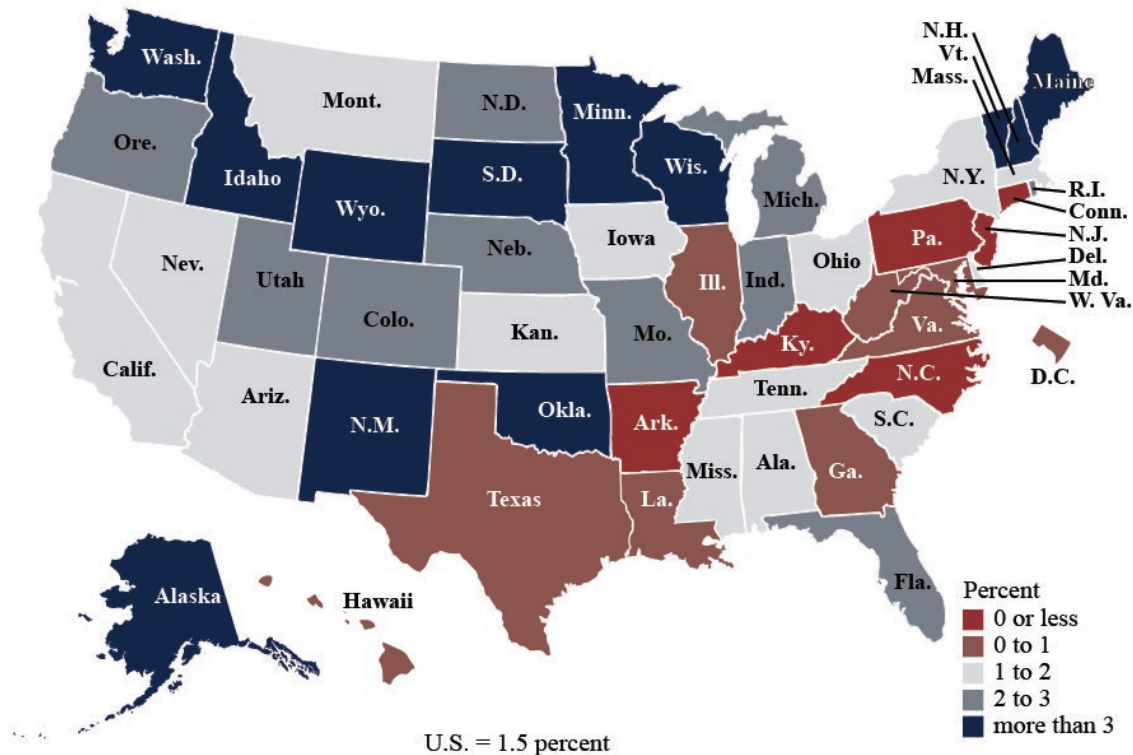 N.H.
Vt.
Mass.
Maine
Wash.
Mont.
N.D.
Minn.
Ore.
Idaho
S.D.
Wis.
N.Y.
Mich.
R.I.
Conn.
N.J.
Del.
Md.
W. Va.
Wyo.
Pa.
Iowa
Neb.
Ohio
Nev.
Utah
Ill.
Ind.
Colo.
Va.
Kan.
Mo.
Ky.
Calif.
D.C.
N.C.
Tenn.
Ariz.
Okla.
N.M.
Ark.
S.C.
Miss.
Ala.
Ga.
Texas
La.
Fla.
Alaska
Hawaii
Percent
0 or less
0 to 1
1 to 2
2 to 3
more than 3
U.S. = 1.5 percent